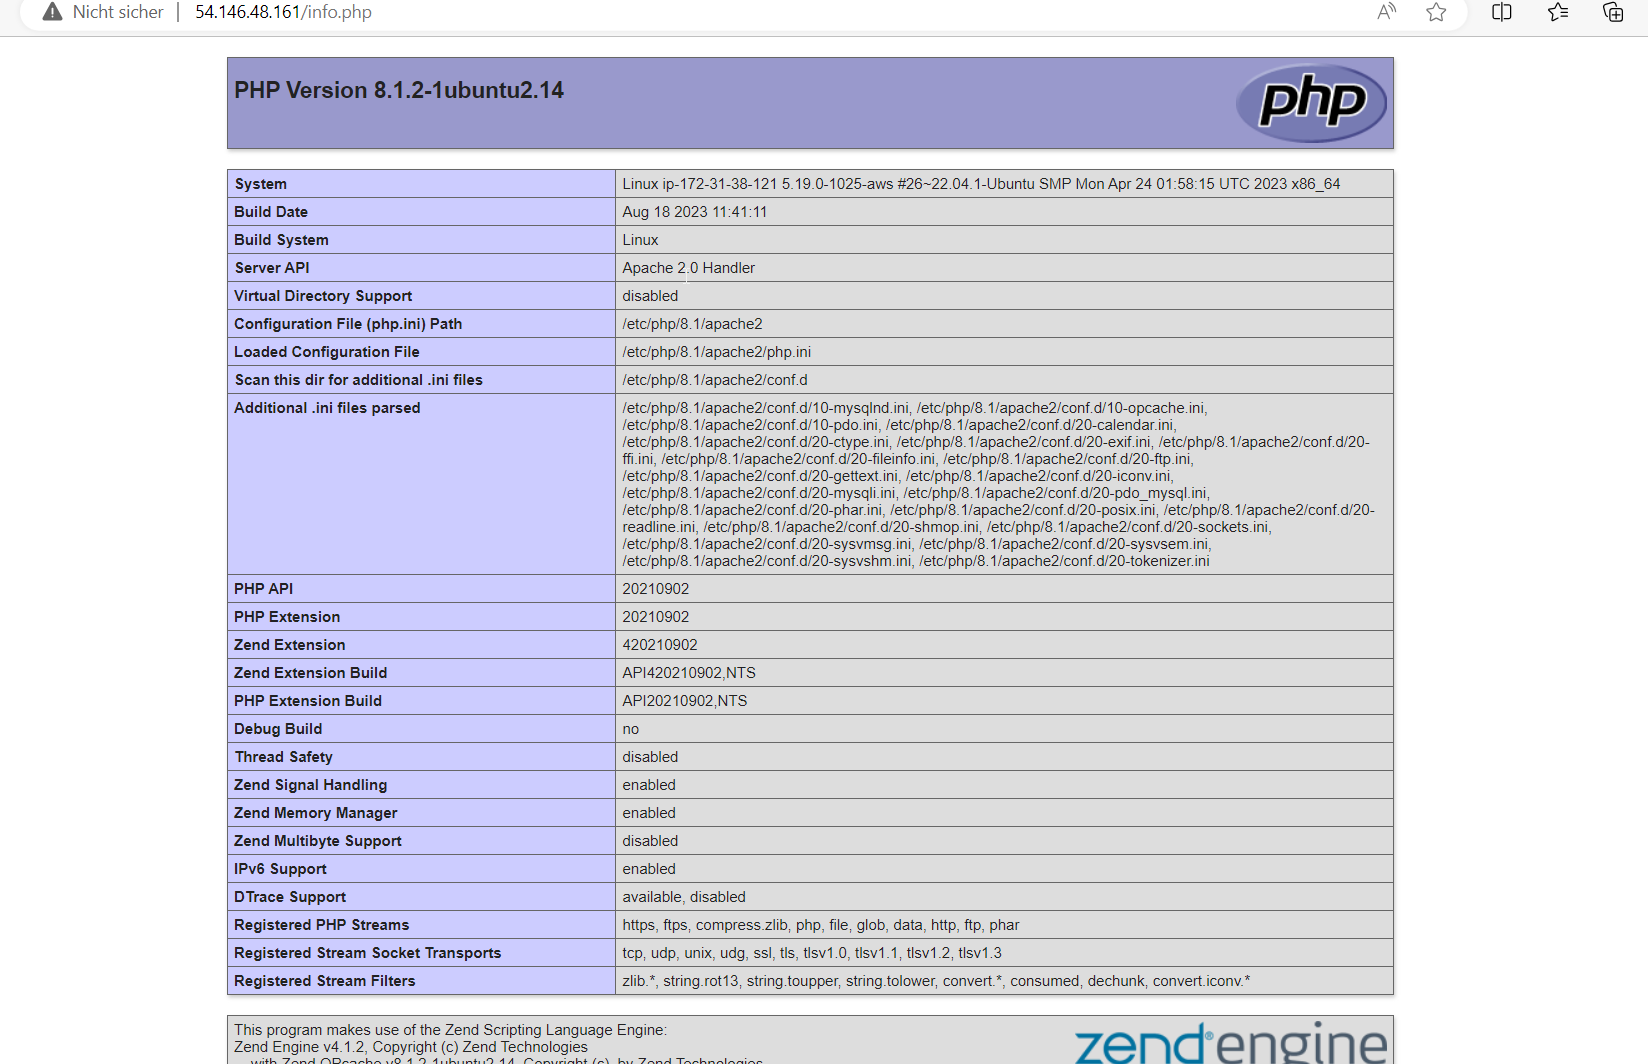 Nicht sicher | 54.146.48.161/info.php
PHP Version 8.1.2-1ubuntu2.14
php
System Linux ip-172-31-38-121 5.19.0-1025-aws #26~22.04.1-Ubuntu SMP Mon Apr 24 01:58:15 UTC 2023 x86_64
Build Date Aug 18 2023 11:41:11
Build System Linux
Server API Apache 2.0 Handler
Virtual Directory Support disabled
Configuration File (php.ini) Path /etc/php/8.1/apache2
Loaded Configuration File /etc/php/8.1/apache2/php.ini
Scan this dir for additional .ini files /etc/php/8.1/apache2/conf.d
Additional .ini files parsed /etc/php/8.1/apache2/conf.d/10-mysqlnd.ini, /etc/php/8.1/apache2/conf.d/10-opcache.ini,
/etc/php/8.1/apache2/conf.d/10-pdo.ini, /etc/php/8.1/apache2/conf.d/20-calendar.ini,
/etc/php/8.1/apache2/conf.d/20-ctype.ini, /etc/php/8.1/apache2/conf.d/20-exif.ini, /etc/php/8.1/apache2/conf.d/20-
ffi.ini, /etc/php/8.1/apache2/conf.d/20-fileinfo.ini, /etc/php/8.1/apache2/conf.d/20-ftp.ini,
/etc/php/8.1/apache2/conf.d/20-gettext.ini, /etc/php/8.1/apache2/conf.d/20-iconv.ini,
/etc/php/8.1/apache2/conf.d/20-mysqli.ini, /etc/php/8.1/apache2/conf.d/20-pdo_mysql.ini,
/etc/php/8.1/apache2/conf.d/20-phar.ini, /etc/php/8.1/apache2/conf.d/20-posix.ini, /etc/php/8.1/apache2/conf.d/20-
readline.ini, /etc/php/8.1/apache2/conf.d/20-shmop.ini, /etc/php/8.1/apache2/conf.d/20-sockets.ini,
/etc/php/8.1/apache2/conf.d/20-sysvmsg.ini, /etc/php/8.1/apache2/conf.d/20-sysvsem.ini,
/etc/php/8.1/apache2/conf.d/20-sysvshm.ini, /etc/php/8.1/apache2/conf.d/20-tokenizer.ini
PHP API 20210902
PHP Extension 20210902
Zend Extension 420210902
Zend Extension Build API420210902,NTS
PHP Extension Build API20210902,NTS
Debug Build no
Thread Safety disabled
Zend Signal Handling enabled
Zend Memory Manager enabled
Zend Multibyte Support disabled
IPv6 Support enabled
DTrace Support available, disabled
Registered PHP Streams https, ftps, compress.zlib, php, file, glob, data, http, ftp, phar
Registered Stream Socket Transports tcp, udp, unix, udg, ssl, tls, tlsv1.0, tlsv1.1, tlsv1.2, tlsv1.3
Registered Stream Filters zlib.*, string.rot13, string.toupper, string.tolower, convert.*, consumed, dechunk, convert.iconv.*
This program makes use of the Zend Scripting Language Engine:
Zend Engine v4.1.2, Copyright (c) Zend Technologies
with Zend OPcache v8.1.2-1ubuntu2.14, Copyright (c), by Zend Technologies
zend® engine